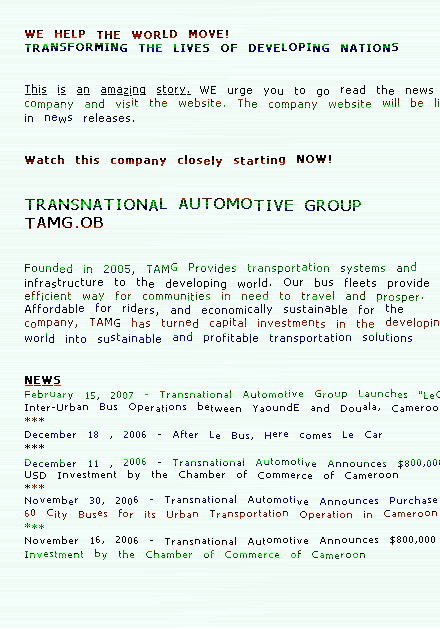 WE HELP THE WORLD MOVE!
TRANSFORMING THE LIVES OF DEVELOPING NATIONS
This is an amazing story. WE urge you to go read the news
company and visit the website. The company website will be li
in news releases.
Watch this company closely starting NOW!
TRANSNATIONAL AUTOMOTIVE GROUP
TAMG.OB
Founded in 2005, TAMG Provides transportation systems and
infrastructure to the developing world. Our bus fleets provide
efficient way for communities in need to travel and prosper.
Affordable for riders, and economically sustainable for the
company, TAMG has turned capital investments in the developin
world into sustainable and profitable transportation solutions
NEWS
February 15, 2007 - Transnational Automotive Group Launches "LeC
Inter-Urban Bus Operations between YaoundE and Douala, Cameroo
***
December 18 , 2006 - After Le Bus, Here comes Le Car
***
December 11 , 2006 - Transnational Automotive Announces $800,000
USD Investment by the Chamber of Commerce of Cameroon
***
November 30, 2006 - Transnational Automotive Announces Purchase
60 City Buses for its Urban Transportation Operation in Cameroon
***
November 16, 2006 - Transnational Automotive Announces $800,000
Investment by the Chamber of Commerce of Cameroon